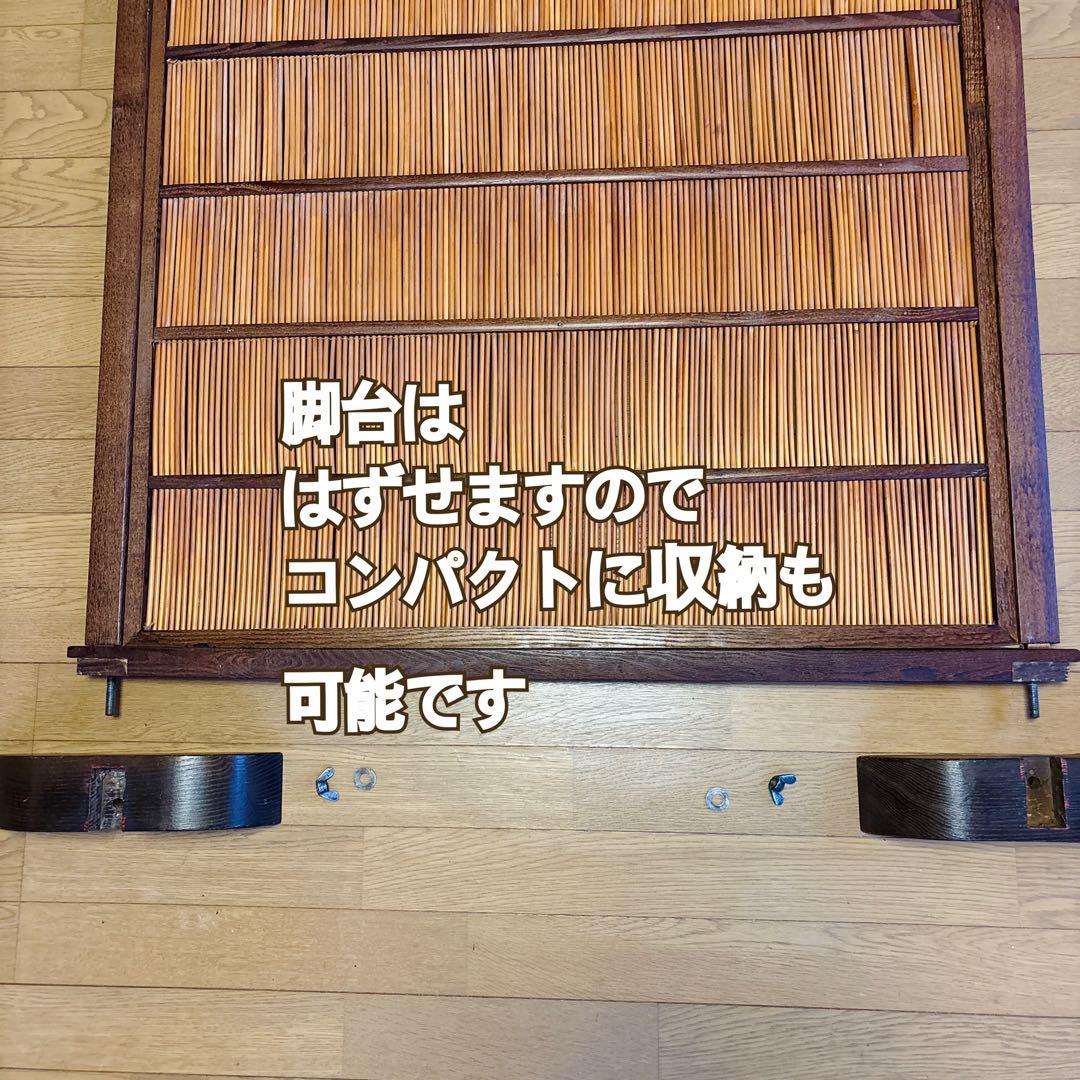 脚台は
はずせますので
コンパクトに収納も
可能です